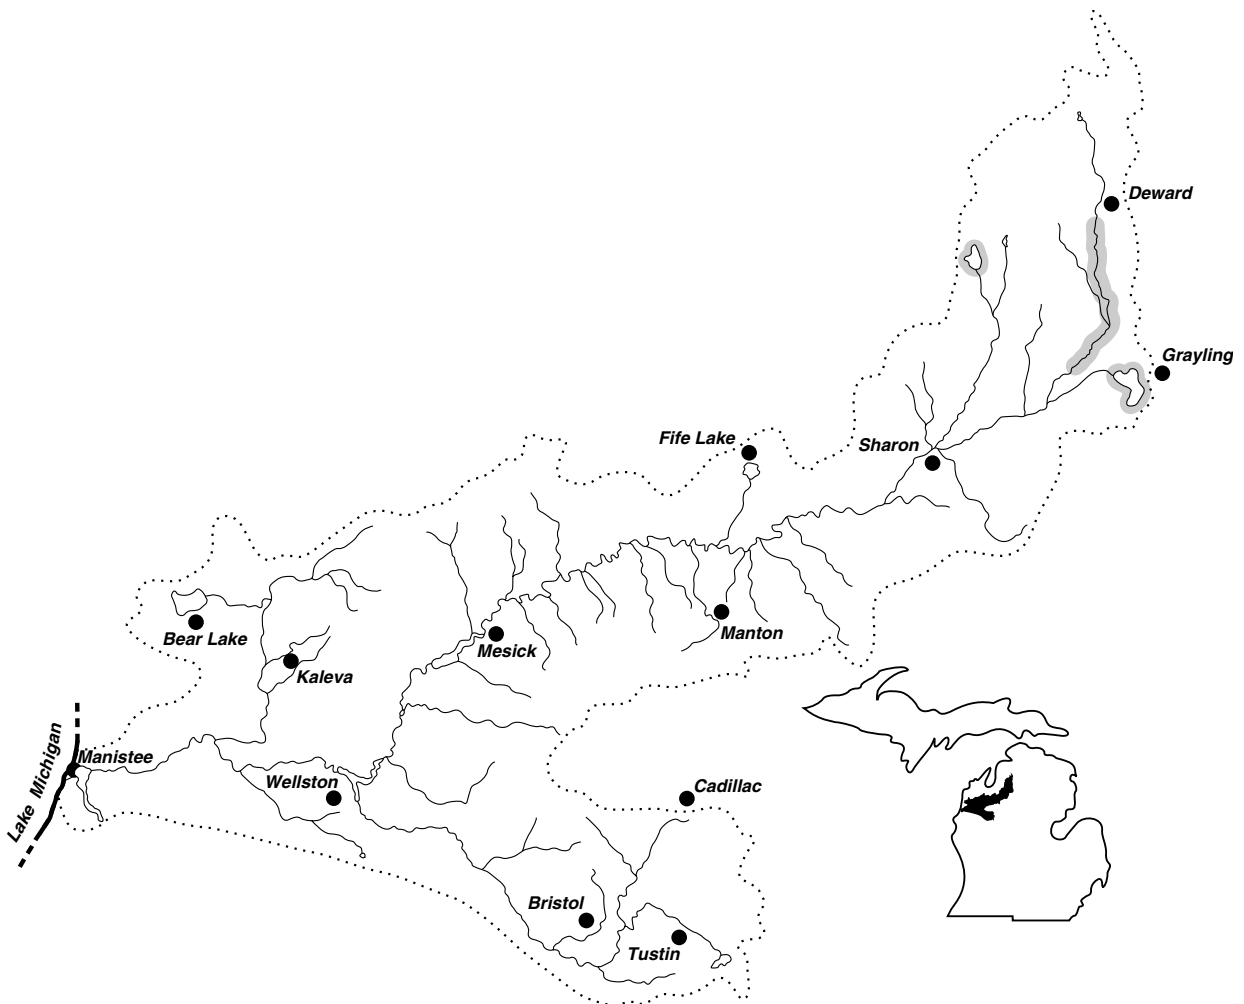 Deward
Grayling
Fife Lake
Sharon
Bear Lake
Kaleva
Mesick
Manton
Lake Michigan
Manistee
Wellston
Cadillac
Bristol
Tustin